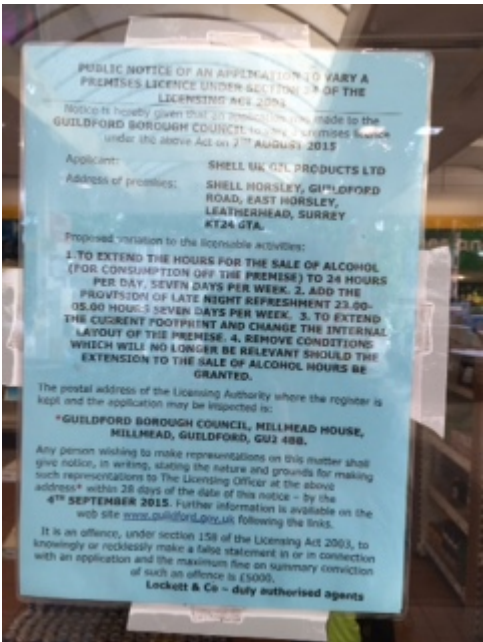 PUBLIC NOTICE OF AN APPLICATION TO VARY A
PREMISES LICENCE UNDER SECTION 34 OF THE
LICENSING ACT 2003
Notice is hereby given that an application was made to the
GUILDFORD BOROUGH COUNCIL to vary a premises licence
under the above Act on 7TH AUGUST 2015
Applicant: SHELL UK OIL PRODUCTS LTD
Address of premises: SHELL HORSLEY, GUILDFORD
ROAD, EAST HORSLEY,
LEATHERHEAD, SURREY
KT24 6TA.
Proposed variation to the licensable activities:
1. TO EXTEND THE HOURS FOR THE SALE OF ALCOHOL
(FOR CONSUMPTION OFF THE PREMISE) TO 24 HOURS
PER DAY, SEVEN DAYS PER WEEK. 2. ADD THE
PROVISION OF LATE NIGHT REFRESHMENT 23.00-
05.00 HOURS SEVEN DAYS PER WEEK. 3. TO EXTEND
THE CURRENT FOOTPRINT AND CHANGE THE INTERNAL
LAYOUT OF THE PREMISE. 4. REMOVE CONDITIONS
WHICH WILL NO LONGER BE RELEVANT SHOULD THE
EXTENSION TO THE SALE OF ALCOHOL HOURS BE
GRANTED.
The postal address of the Licensing Authority where the register is
kept and the application may be inspected is:
*GUILDFORD BOROUGH COUNCIL, MILLMEAD HOUSE,
MILLMEAD, GUILDFORD, GU2 4BB.
Any person wishing to make representations on this matter shall
give notice, in writing, stating the nature and grounds for making
such representations to The Licensing Officer at the above
address* within 28 days of the date of this notice - by the
4TH SEPTEMBER 2015. Further information is available on the
web site www.guildford.gov.uk following the links.
It is an offence, under section 158 of the Licensing Act 2003, to
knowingly or recklessly make a false statement in or in connection
with an application and the maximum fine on summary conviction
of such an offence is £5000.
Lockett & Co – duly authorised agents